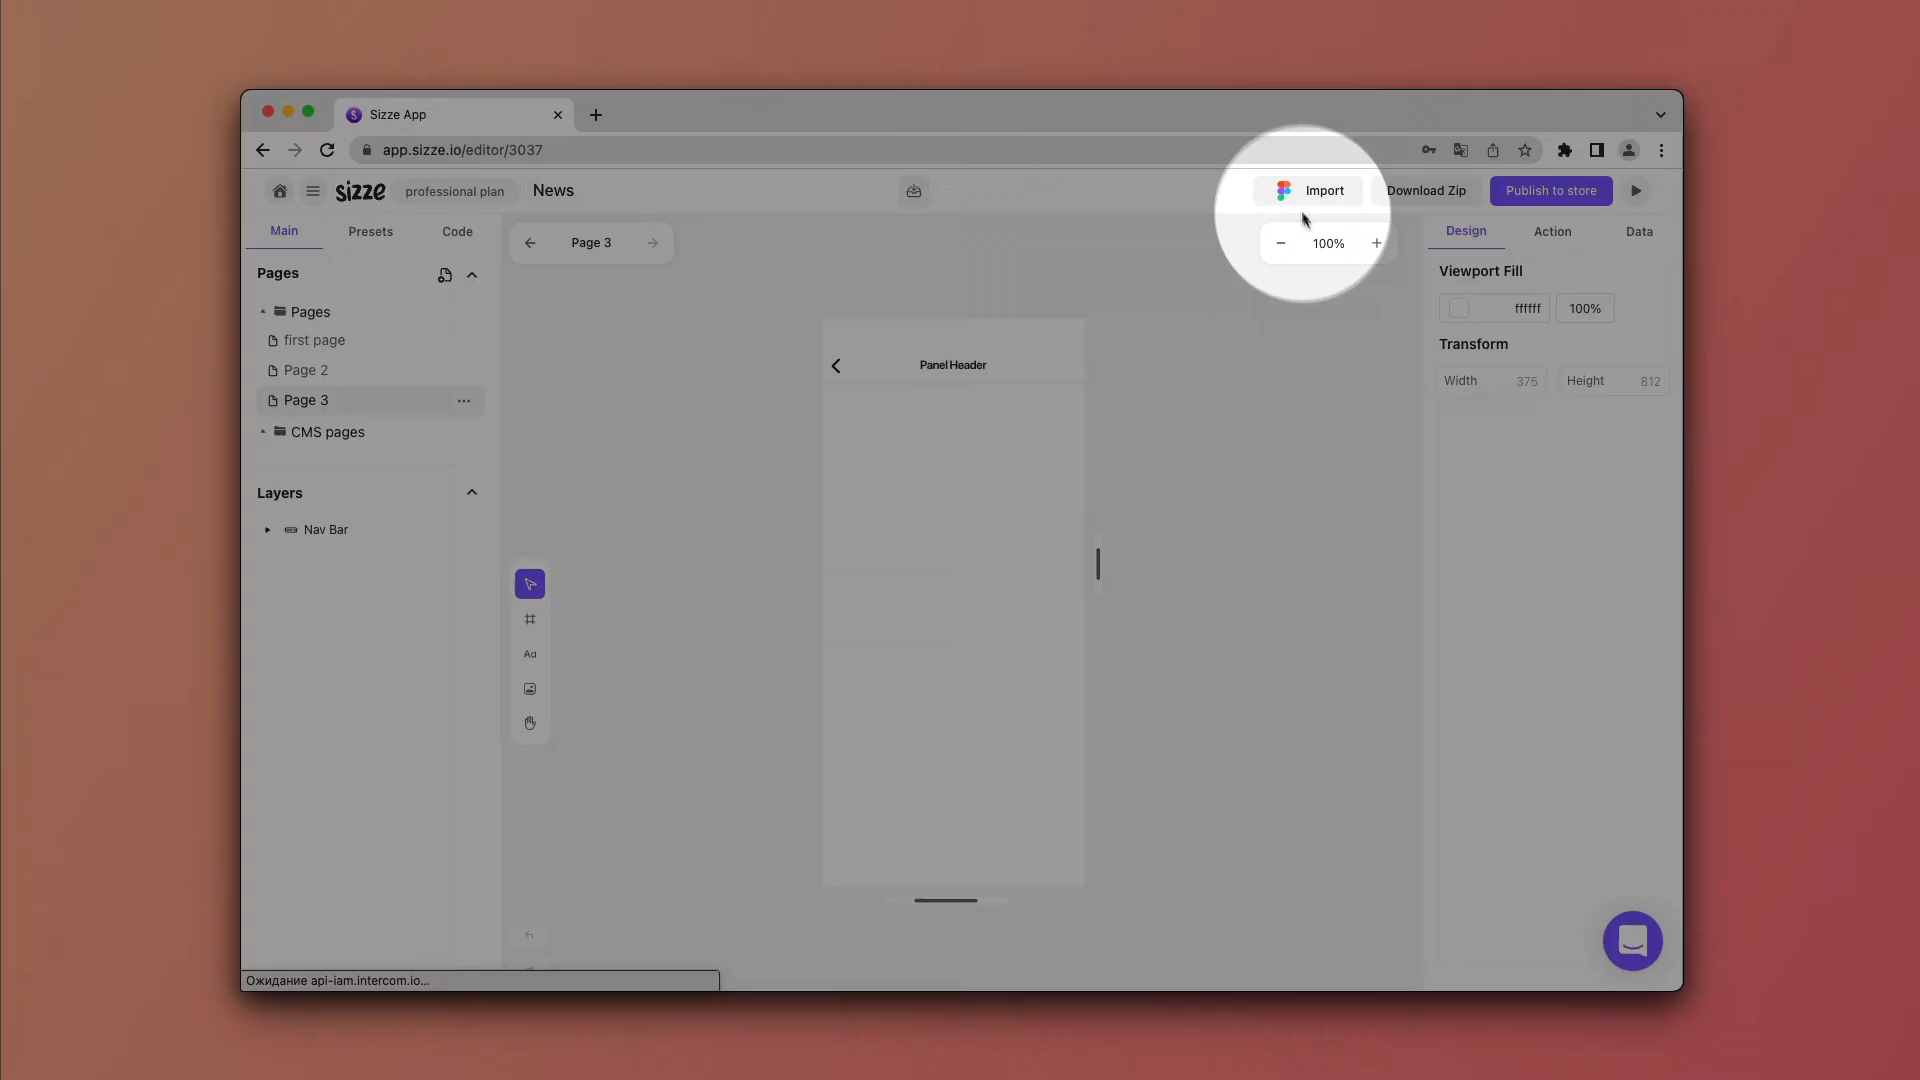 Sizze App
app.sizze.io/editor/3037
sizze
professional plan
News
Import
Download Zip
Publish to store
Main
Presets
Code
Page 3
100%
Design
Action
Data
Pages
Viewport Fill
Pages
ffffff
100%
first page
Transform
Page 2
Panel Header
Width
375
Height
812
Page 3
CMS pages
Layers
Nav Bar
Aa
Ожидание api-iam.intercom.io...